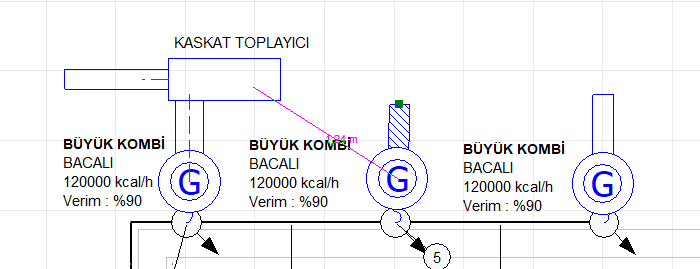 KASKAT TOPLAYICI
BÜYÜK KOMBİ
BACALI
120000 kcal/h
Verim : %90
G
BÜYÜK KOMBİ
BACALI
120000 kcal/h
Verim : %90
1.24 m
G
BÜYÜK KOMBİ
BACALI
120000 kcal/h
Verim : %90
G
5